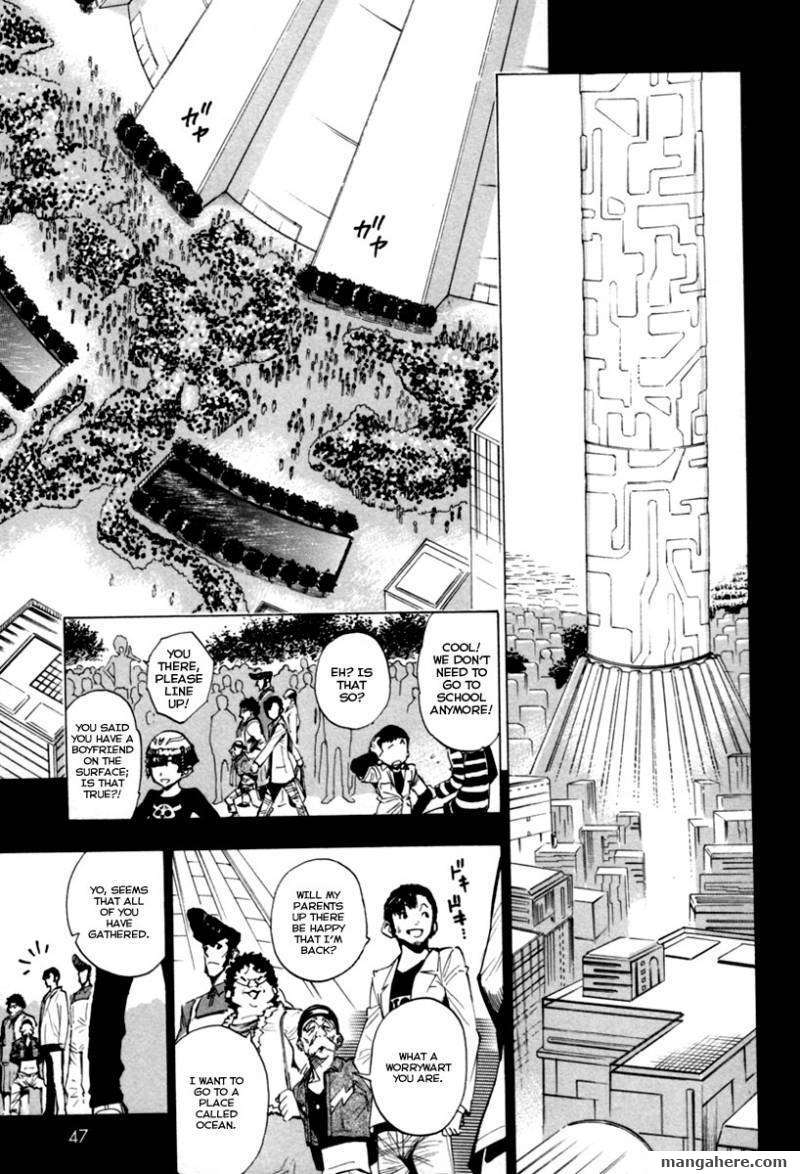 ガヤ
ガヤ
COOL!
WE DON'T
NEED TO
GO TO
SCHOOL
ANYMORE!
EH? IS
THAT
SO?
YOU
THERE,
PLEASE
LINE
UP!
YOU SAID
YOU HAVE A
BOYFRIEND
ON THE
SURFACE;
IS THAT
TRUE?!
ドキドキ...
WILL MY
PARENTS
UP THERE
BE HAPPY
THAT I'M
BACK?
WHAT A
WORRYWART
YOU ARE.
I WANT TO
GO TO A
PLACE
CALLED
OCEAN.
YO, SEEMS
THAT ALL
OF YOU
HAVE
GATHERED.
47
mangahere.com